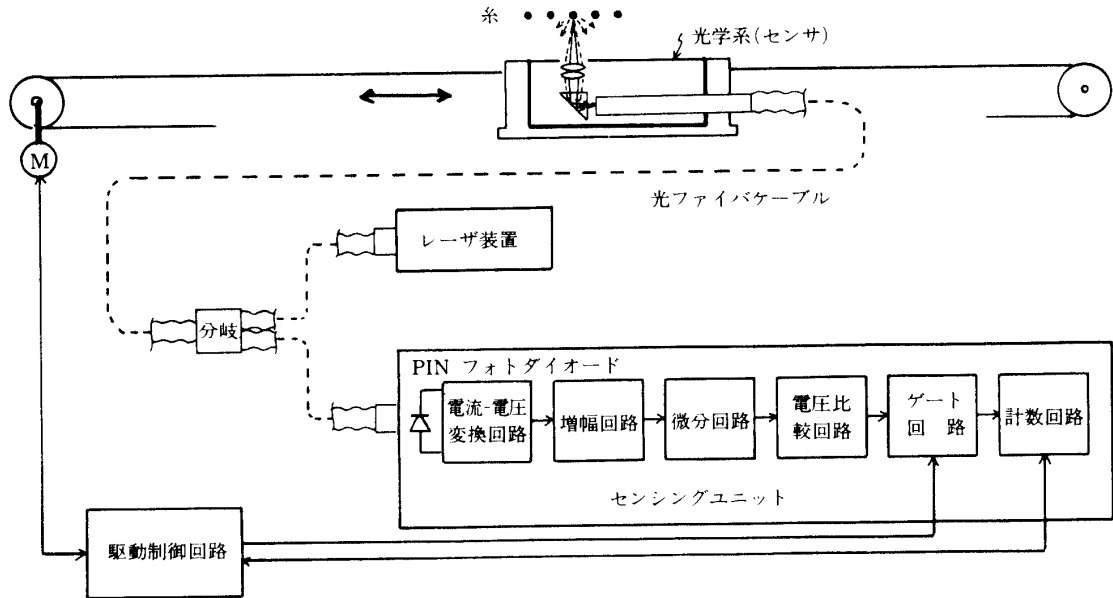 糸
光学系(センサ)
M
光ファイバケーブル
レーザ装置
分岐
PIN フォトダイオード
電流-電圧
変換回路
増幅回路
微分回路
電圧比
較回路
ゲート
回 路
計数回路
センシングユニット
駆動制御回路